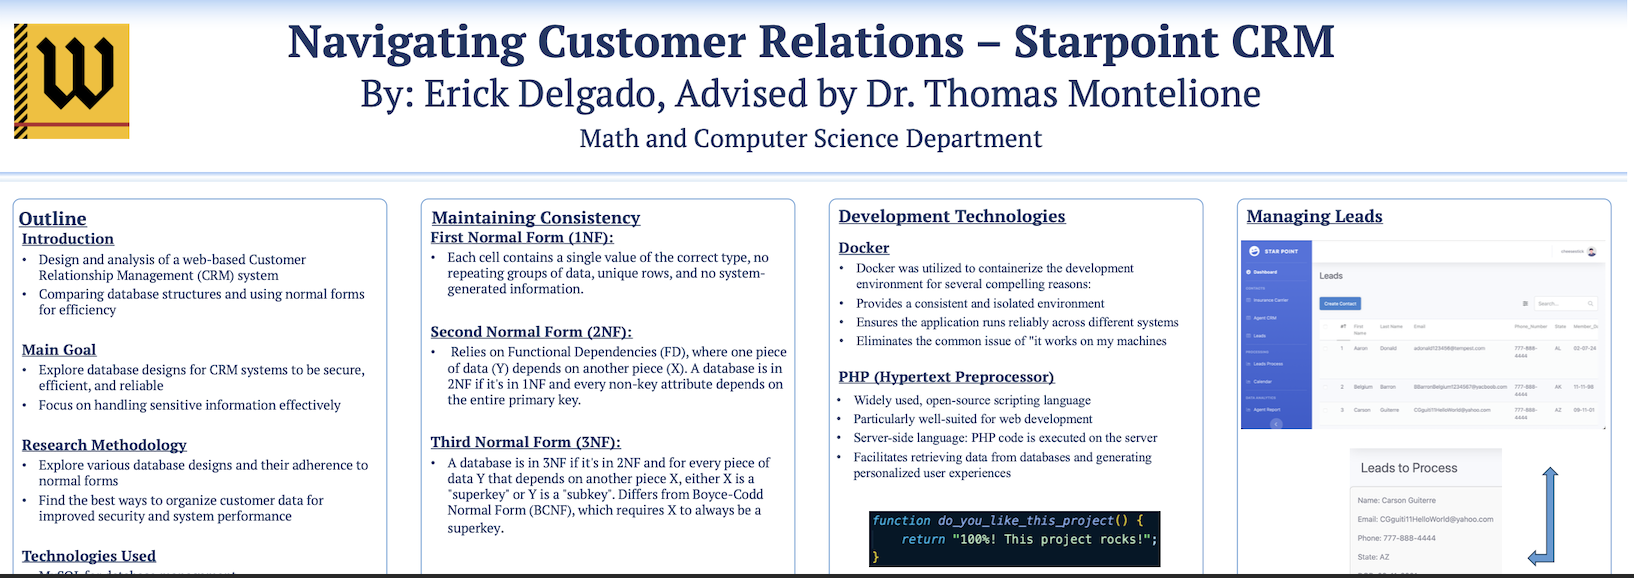 W
Navigating Customer Relations – Starpoint CRM
By: Erick Delgado, Advised by Dr. Thomas Montelione
Math and Computer Science Department
Outline
Introduction
• Design and analysis of a web-based Customer
Relationship Management (CRM) system
• Comparing database structures and using normal forms
for efficiency
Main Goal
• Explore database designs for CRM systems to be secure,
efficient, and reliable
• Focus on handling sensitive information effectively
Research Methodology
• Explore various database designs and their adherence to
normal forms
• Find the best ways to organize customer data for
improved security and system performance
Technologies Used
Maintaining Consistency
First Normal Form (1NF):
• Each cell contains a single value of the correct type, no
repeating groups of data, unique rows, and no system-
generated information.
Second Normal Form (2NF):
• Relies on Functional Dependencies (FD), where one piece
of data (Y) depends on another piece (X). A database is in
2NF if it's in 1NF and every non-key attribute depends on
the entire primary key.
Third Normal Form (3NF):
• A database is in 3NF if it's in 2NF and for every piece of
data Y that depends on another piece X, either X is a
"superkey" or Y is a "subkey". Differs from Boyce-Codd
Normal Form (BCNF), which requires X to always be a
superkey.
Development Technologies
Docker
• Docker was utilized to containerize the development
environment for several compelling reasons:
• Provides a consistent and isolated environment
• Ensures the application runs reliably across different systems
• Eliminates the common issue of "it works on my machines
PHP (Hypertext Preprocessor)
• Widely used, open-source scripting language
• Particularly well-suited for web development
• Server-side language: PHP code is executed on the server
• Facilitates retrieving data from databases and generating
personalized user experiences
function do_you_like_this_project() {
return "100%! This project rocks!";
}
Managing Leads
STAR POINT
Dashboard
CONTACTS
Insurance Carrier
Agent CRM
Leads
Leads Process
Calendar
DATA ANALYTICS
Agent Report
Leads
Create Contact
Search...
First Name Last Name Email Phone_Number State
1 Aaron Donald 777-888-4444 AL 02-07-24
2 Belgium Barron 777-888-4444 AK 11-11-98
3 Carson Guiterre CGguiti11HelloWorld@yahoo.com 777-888-4444 AZ 09-11-01
Leads to Process
Name: Carson Guiterre
Email: CGguiti11HelloWorld@yahoo.com
Phone: 777-888-4444
State: AZ